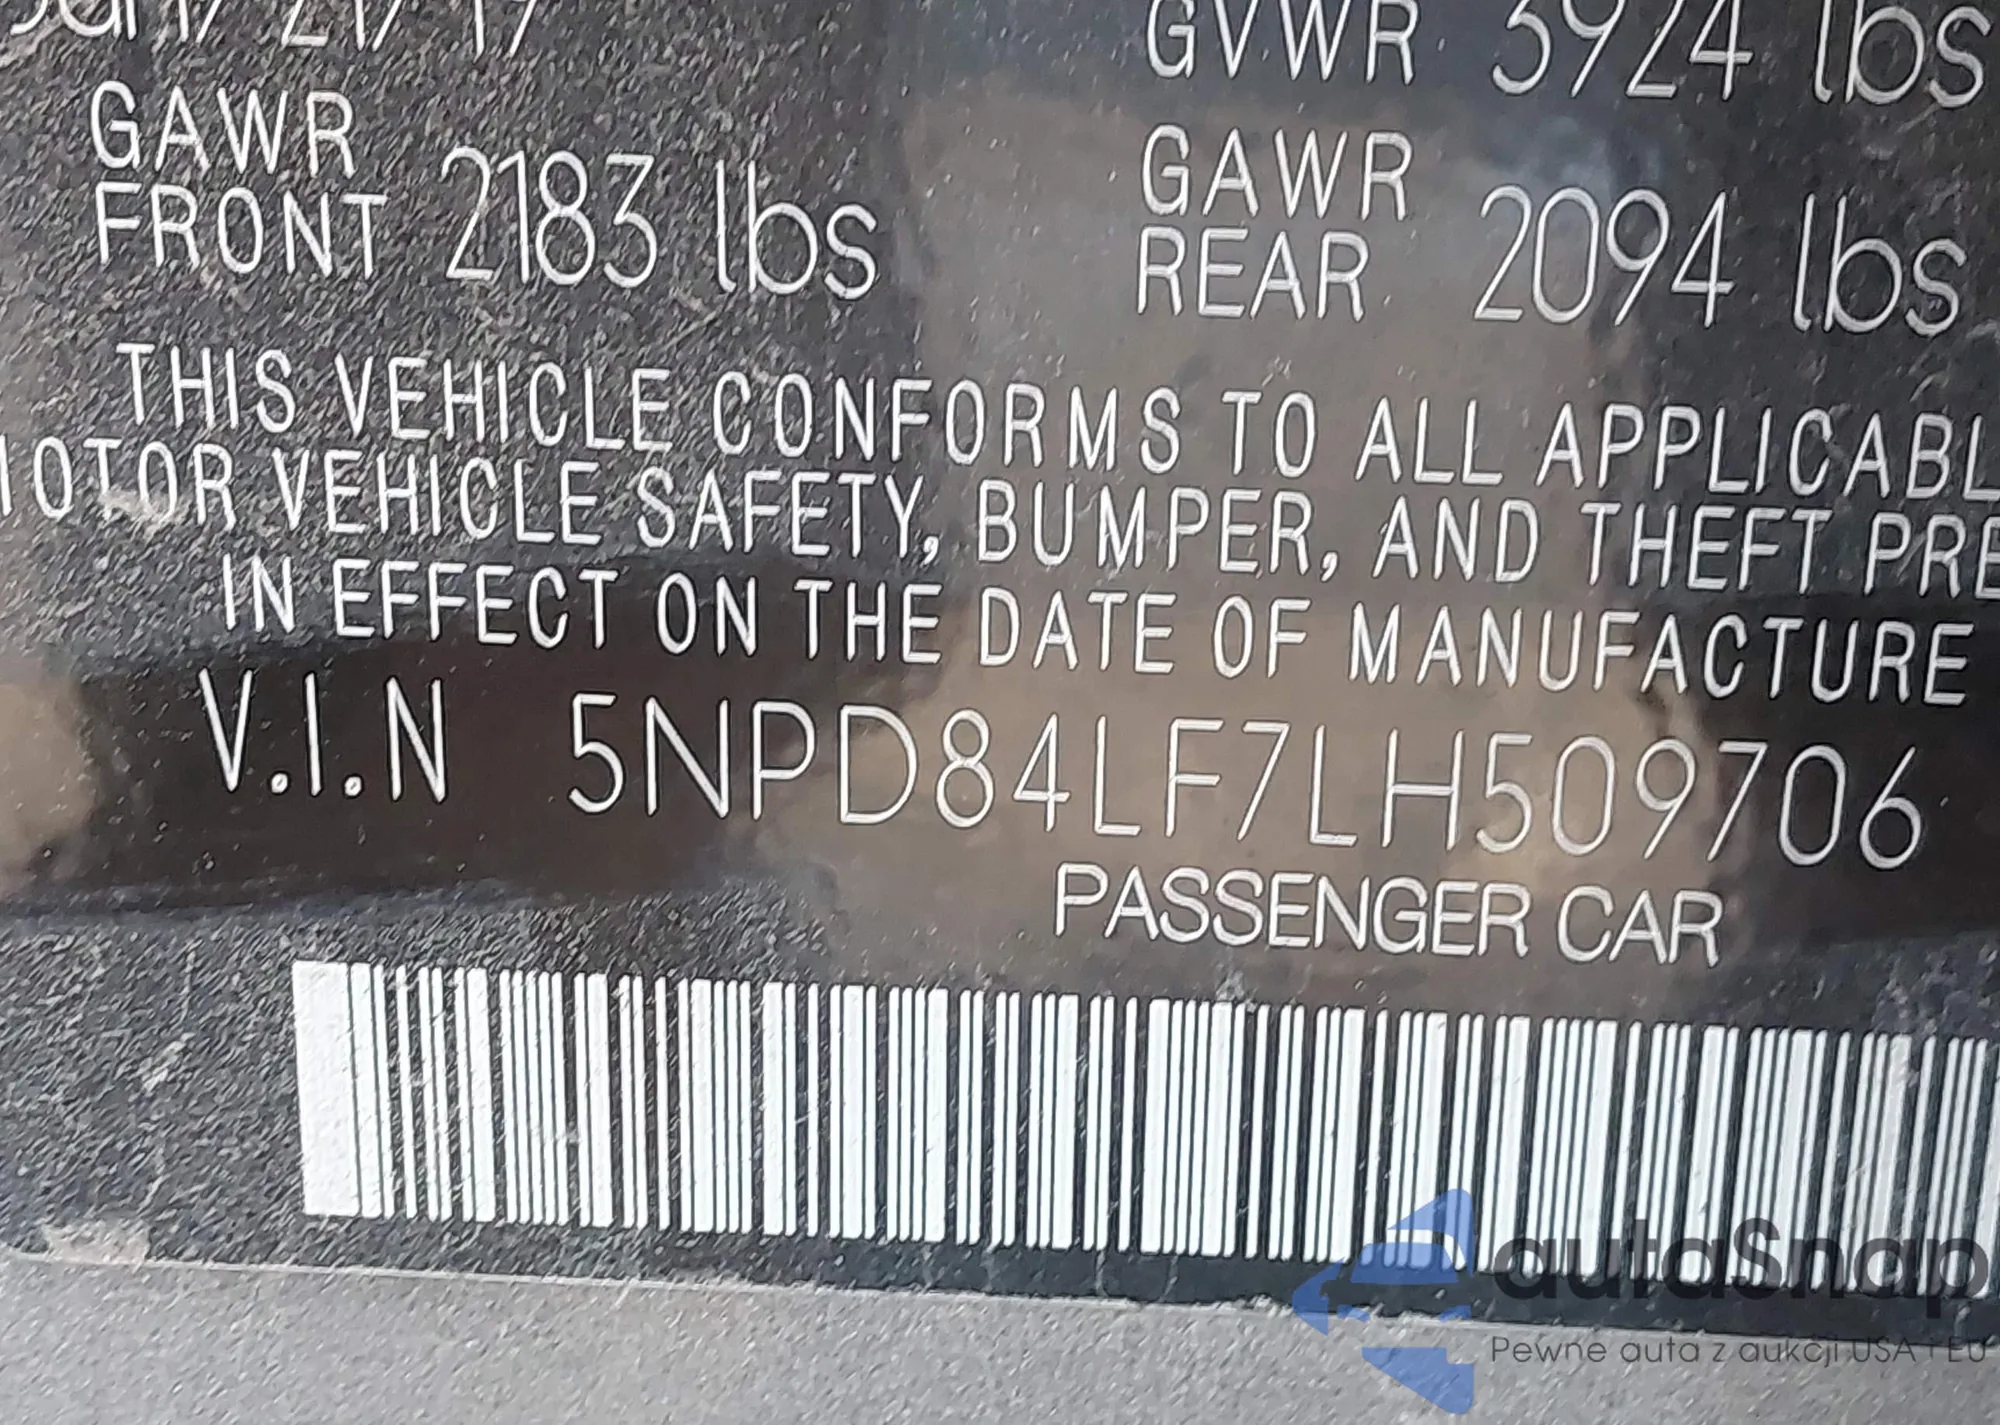 GVWR 3924 lbs
GAWR
FRONT 2183 lbs
GAWR
REAR 2094 lbs
THIS VEHICLE CONFORMS TO ALL APPLICABL
MOTOR VEHICLE SAFETY, BUMPER, AND THEFT PRE
IN EFFECT ON THE DATE OF MANUFACTURE
V.I.N 5NPD84LF7LH509706
PASSENGER CAR
autaSnap
Pewne auta z aukcji USA i EU